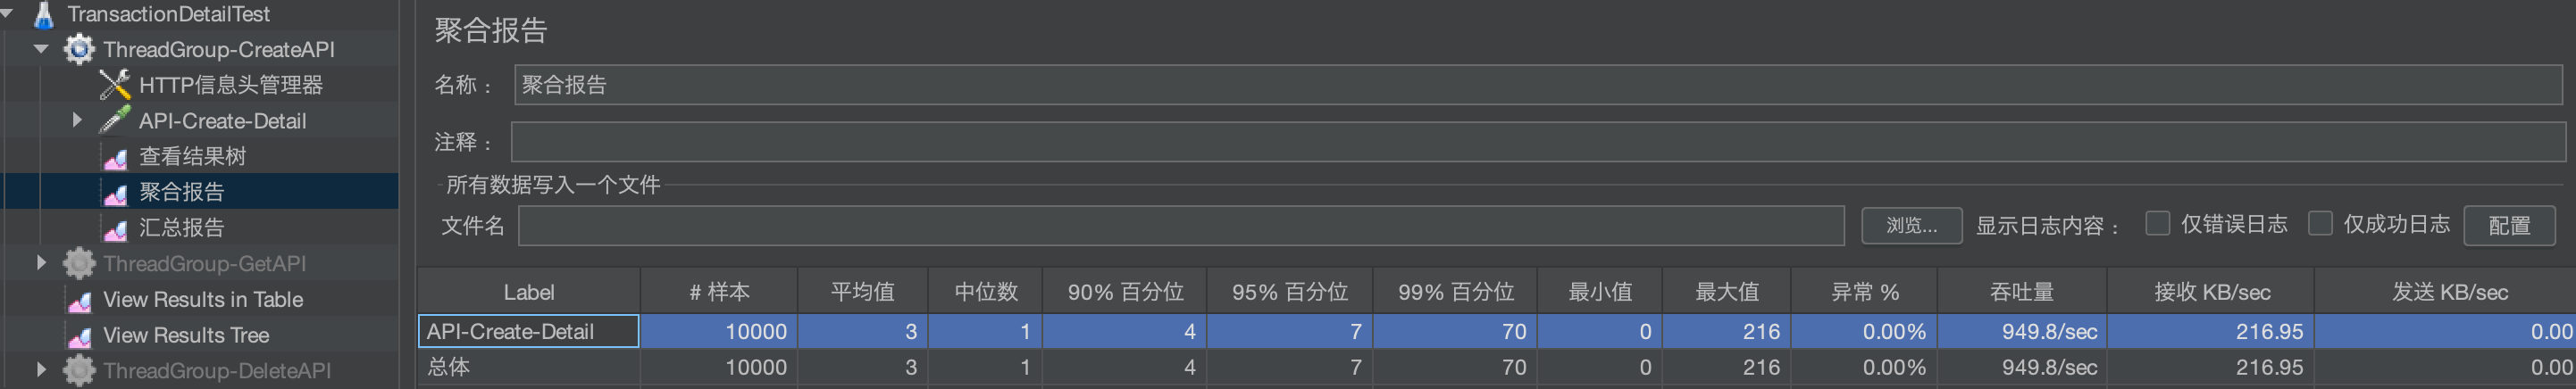 TransactionDetailTest
ThreadGroup-CreateAPI
HTTP信息头管理器
API-Create-Detail
查看结果树
聚合报告
汇总报告
ThreadGroup-GetAPI
View Results in Table
View Results Tree
ThreadGroup-DeleteAPI
聚合报告
名称： 聚合报告
注释：
所有数据写入一个文件
文件名 浏览... 显示日志内容： 仅错误日志 仅成功日志 配置
Label # 样本 平均值 中位数 90% 百分位 95% 百分位 99% 百分位 最小值 最大值 异常 % 吞吐量 接收 KB/sec 发送 KB/sec
API-Create-Detail 10000 3 1 4 7 70 0 216 0.00% 949.8/sec 216.95 0.00
总体 10000 3 1 4 7 70 0 216 0.00% 949.8/sec 216.95 0.00